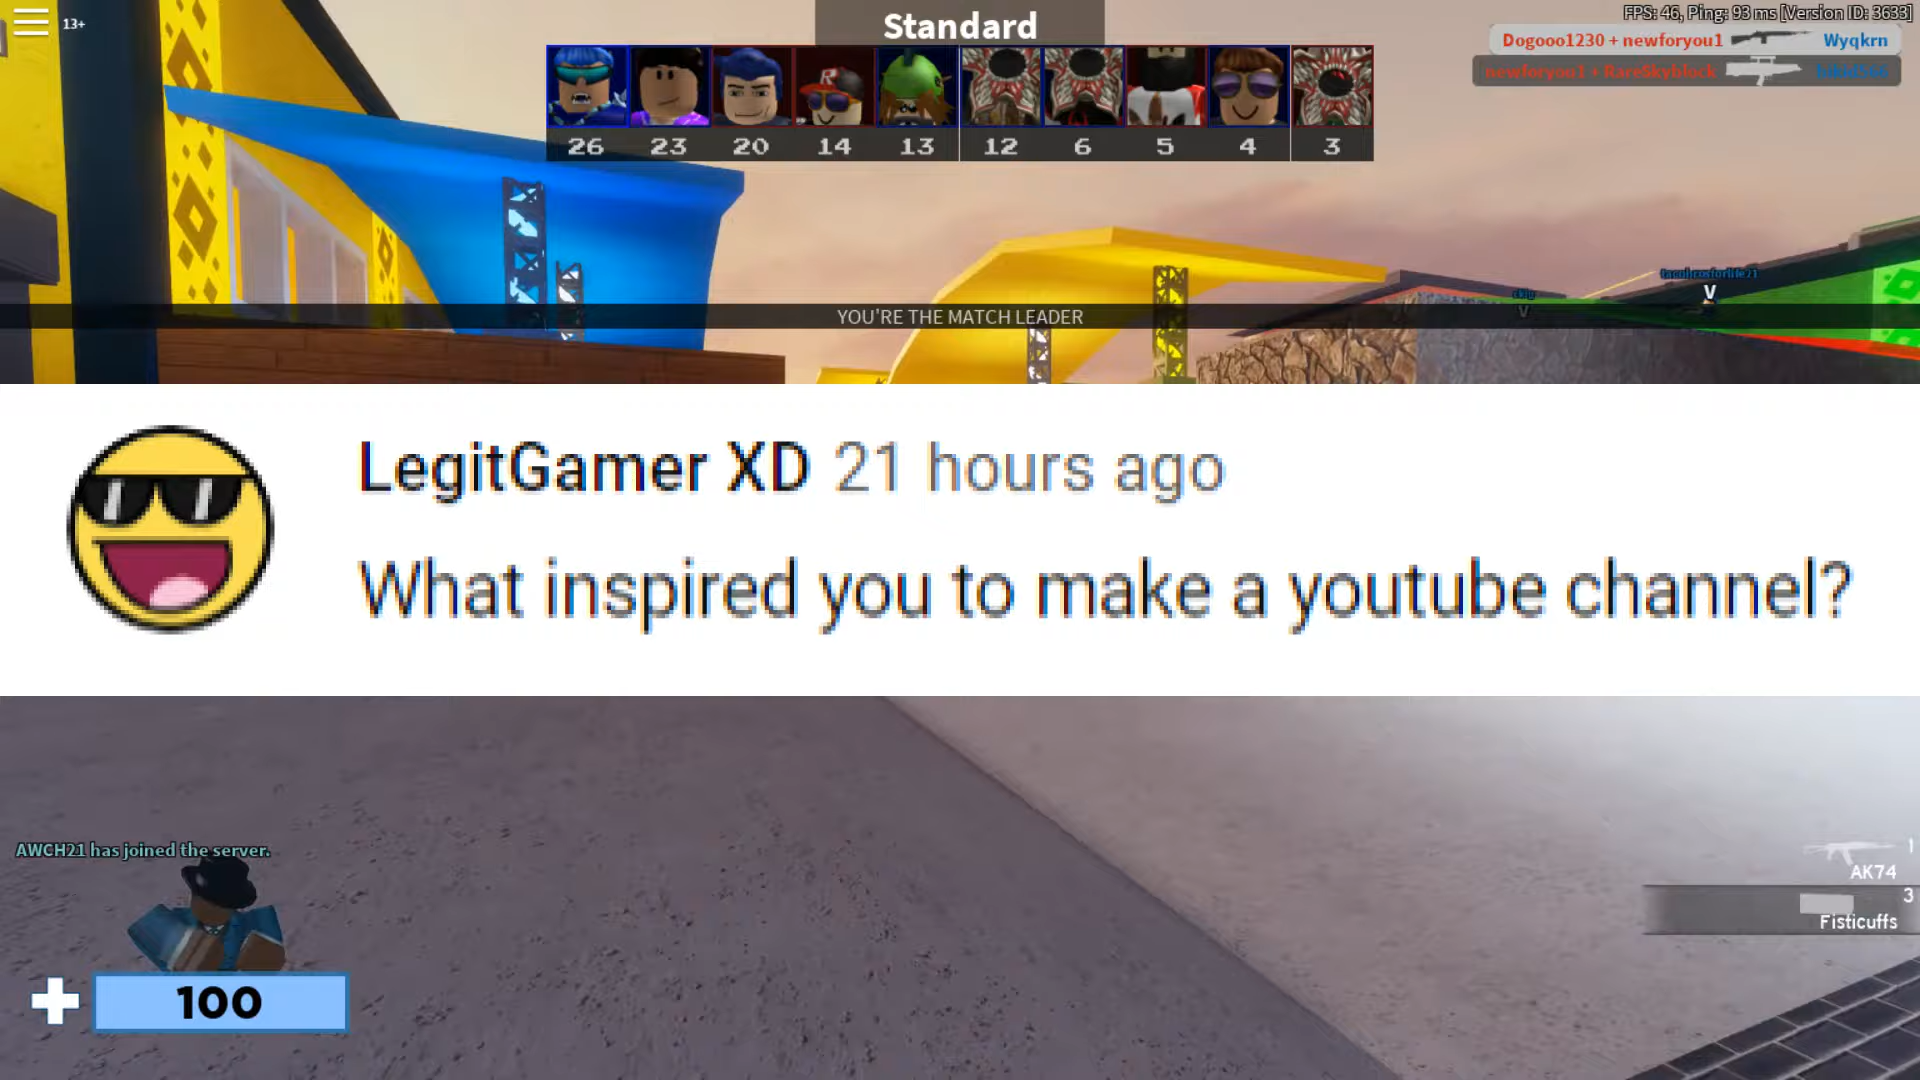 13+
Standard
FPS: 46, Ping: 93 ms [Version ID: 3633]
Dogooo1230 + newforyou1 Wyqkrn
newforyou1 + RareSkyblock
26 23 20 14 13 12 6 5 4 3
YOU'RE THE MATCH LEADER
V
V
LegitGamer XD 21 hours ago
What inspired you to make a youtube channel?
AWCH21 has joined the server.
1
AK74
3
Fisticuffs
100